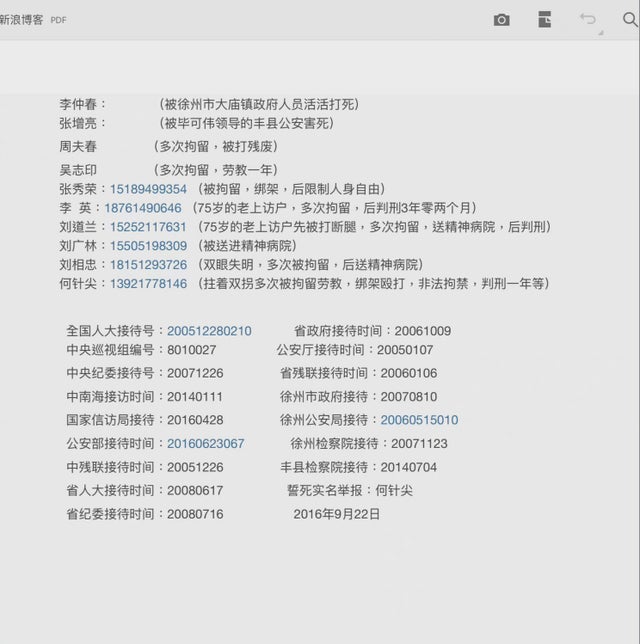 新浪博客 PDF
李仲春： （被徐州市大庙镇政府人员活活打死）
张增亮： （被毕可伟领导的丰县公安害死）
周夫春 （多次拘留，被打残废）
吴志印 （多次拘留，劳教一年）
张秀荣：15189499354 （被拘留，绑架，后限制人身自由）
李 英：18761490646 （75岁的老上访户，多次拘留，后判刑3年零两个月）
刘道兰：15252117631 （75岁的老上访户先被打断腿，多次拘留，送精神病院，后判刑）
刘广林：15505198309 （被送进精神病院）
刘相忠：18151293726 （双眼失明，多次被拘留，后送精神病院）
何针尖：13921778146 （拄着双拐多次被拘留劳教，绑架殴打，非法拘禁，判刑一年等）
全国人大接待号：200512280210 省政府接待时间：20061009
中央巡视组编号：8010027 公安厅接待时间：20050107
中央纪委接待号：20071226 省残联接待时间：20060106
中南海接访时间：20140111 徐州市政府接待：20070810
国家信访局接待：20160428 徐州公安局接待：20060515010
公安部接待时间：20160623067 徐州检察院接待：20071123
中残联接待时间：20051226 丰县检察院接待：20140704
省人大接待时间：20080617 誓死实名举报：何针尖
省纪委接待时间：20080716 2016年9月22日